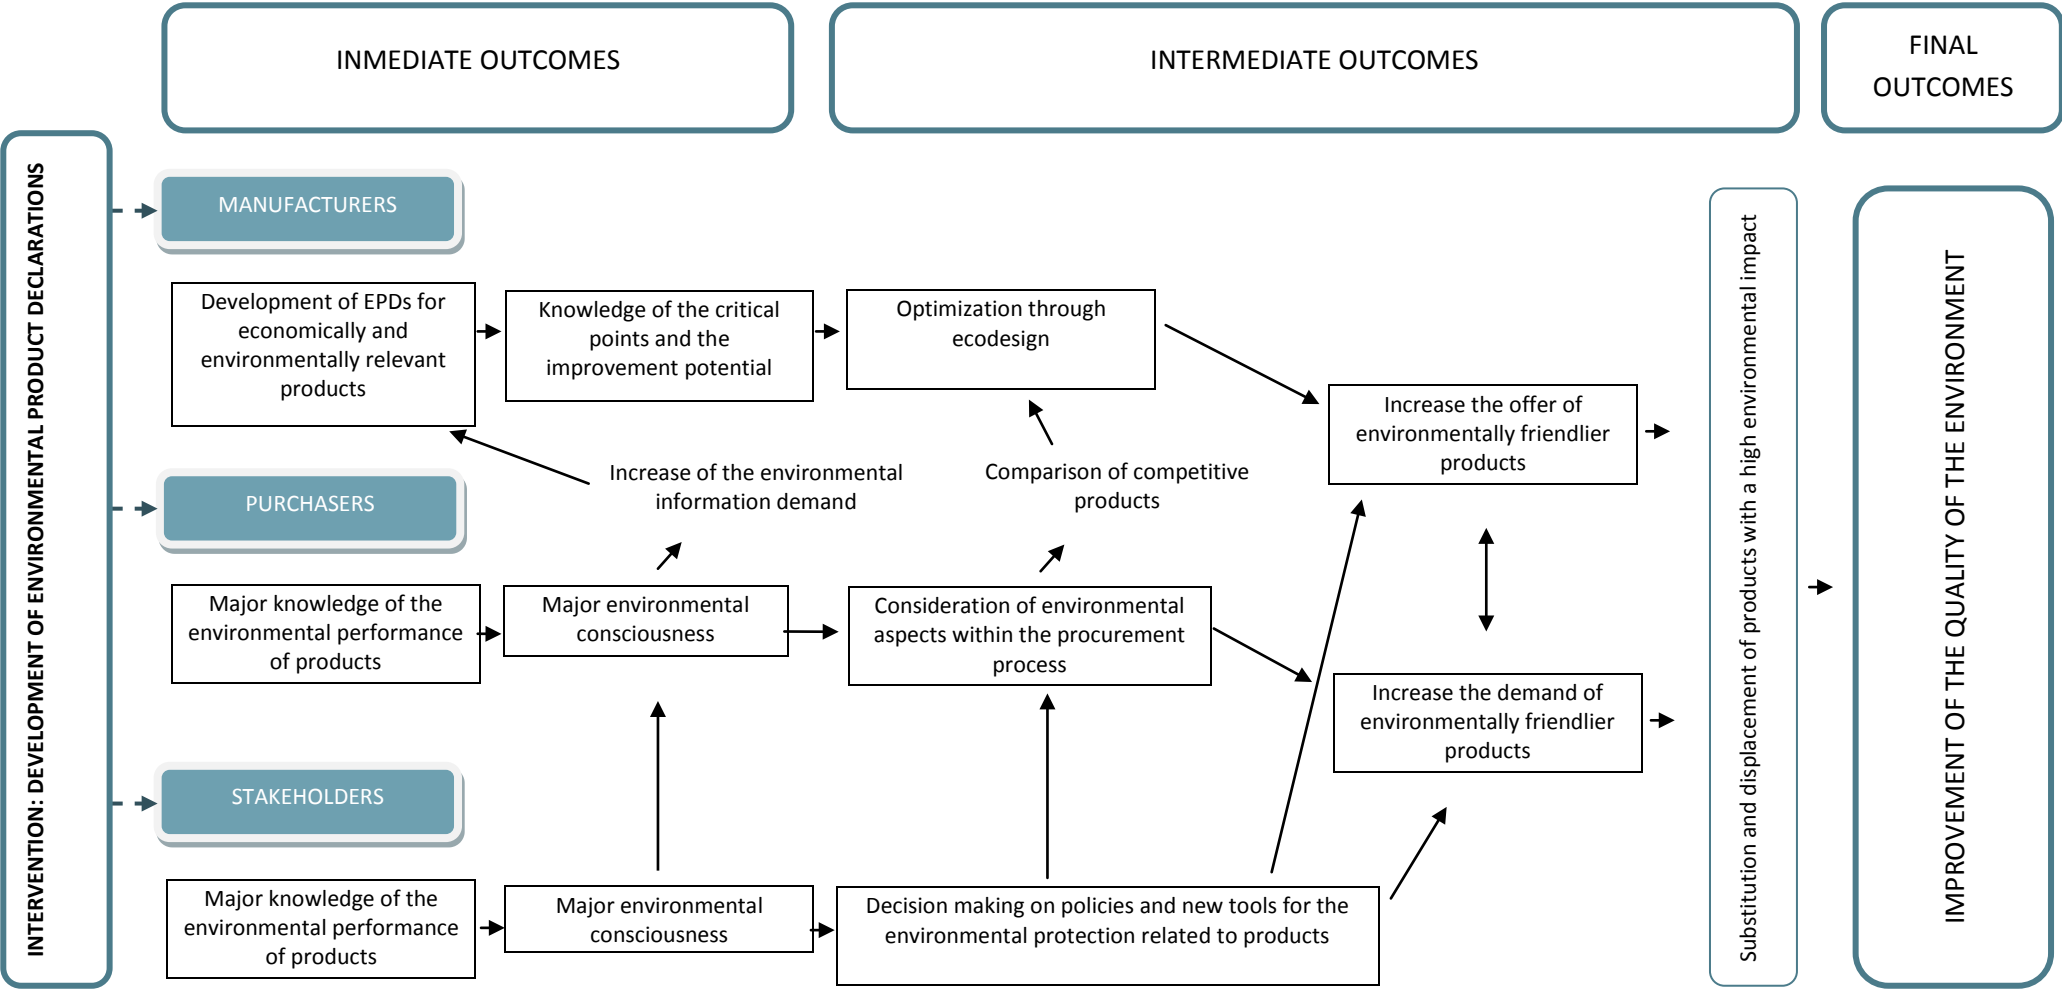 INMEDIATE OUTCOMES
INTERMEDIATE OUTCOMES
FINAL
OUTCOMES
INTERVENTION: DEVELOPMENT OF ENVIRONMENTAL PRODUCT DECLARATIONS
MANUFACTURERS
Development of EPDs for
economically and
environmentally relevant
products
Knowledge of the critical
points and the
improvement potential
Optimization through
ecodesign
Increase the offer of
environmentally friendlier
products
Increase of the environmental
information demand
Comparison of competitive
products
PURCHASERS
Major knowledge of the
environmental performance
of products
Major environmental
consciousness
Consideration of environmental
aspects within the procurement
process
Increase the demand of
environmentally friendlier
products
STAKEHOLDERS
Major knowledge of the
environmental performance
of products
Major environmental
consciousness
Decision making on policies and new tools for the
environmental protection related to products
Substitution and displacement of products with a high environmental impact
IMPROVEMENT OF THE QUALITY OF THE ENVIRONMENT